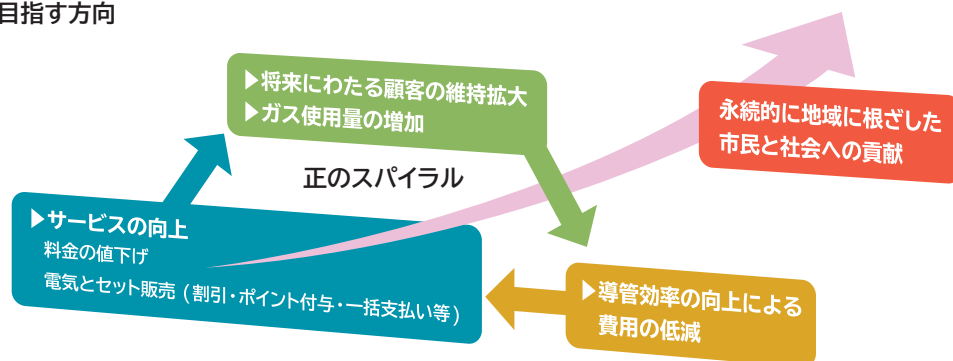 目指す方向
▶将来にわたる顧客の維持拡大
▶ガス使用量の増加
永続的に地域に根ざした
市民と社会への貢献
正のスパイラル
▶サービスの向上
料金の値下げ
電気とセット販売(割引・ポイント付与・一括支払い等)
▶導管効率の向上による
費用の低減